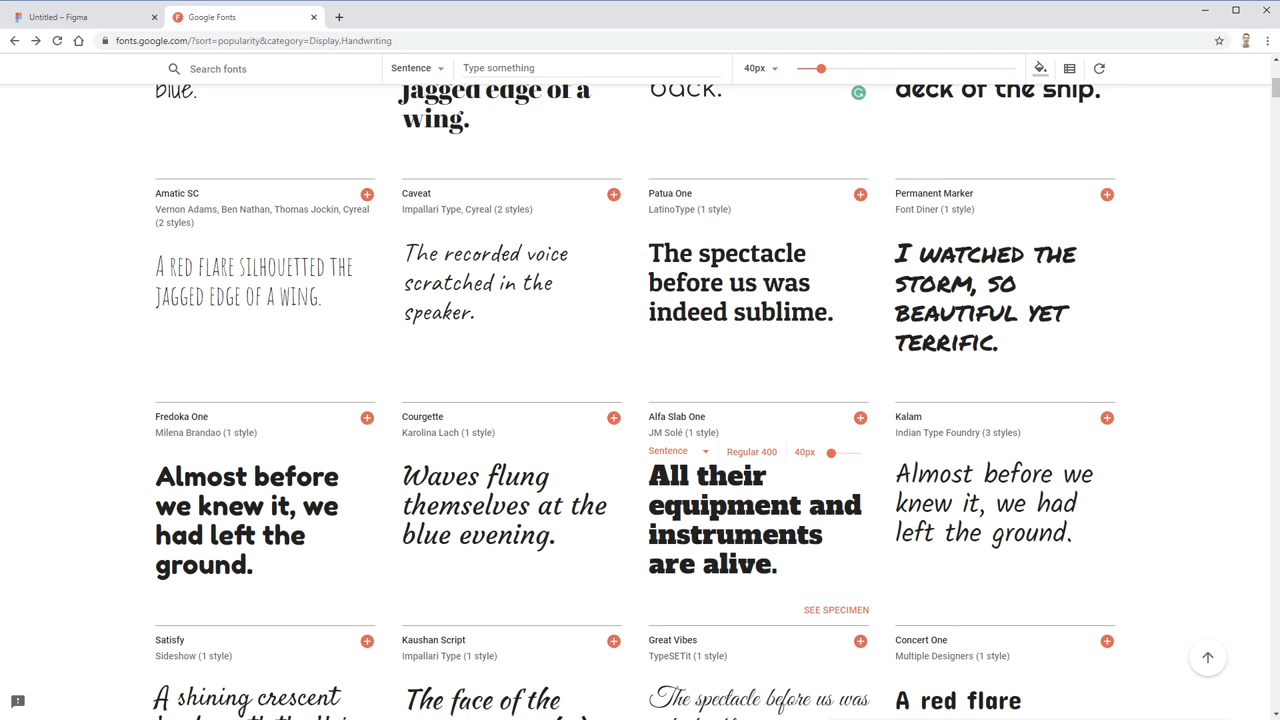 Untitled – Figma
Google Fonts
fonts.google.com/?sort=popularity&category=Display,Handwriting
Search fonts
Sentence
Type something
40px
blue.
jagged edge of a
wing.
back.
deck of the ship.
Amatic SC
Vernon Adams, Ben Nathan, Thomas Jockin, Cyreal
(2 styles)
A red flare silhouetted the
jagged edge of a wing.
Caveat
Impallari Type, Cyreal (2 styles)
The recorded voice
scratched in the
speaker.
Patua One
LatinoType (1 style)
The spectacle
before us was
indeed sublime.
Permanent Marker
Font Diner (1 style)
I watched the
storm, so
beautiful yet
terrific.
Fredoka One
Milena Brandao (1 style)
Almost before
we knew it, we
had left the
ground.
Courgette
Karolina Lach (1 style)
Waves flung
themselves at the
blue evening.
Alfa Slab One
JM Solé (1 style)
Sentence
Regular 400
40px
All their
equipment and
instruments
are alive.
SEE SPECIMEN
Kalam
Indian Type Foundry (3 styles)
Almost before we
knew it, we had
left the ground.
Satisfy
Sideshow (1 style)
A shining crescent
Kaushan Script
Impallari Type (1 style)
The face of the
Great Vibes
TypeSETit (1 style)
The spectacle before us was
Concert One
Multiple Designers (1 style)
A red flare